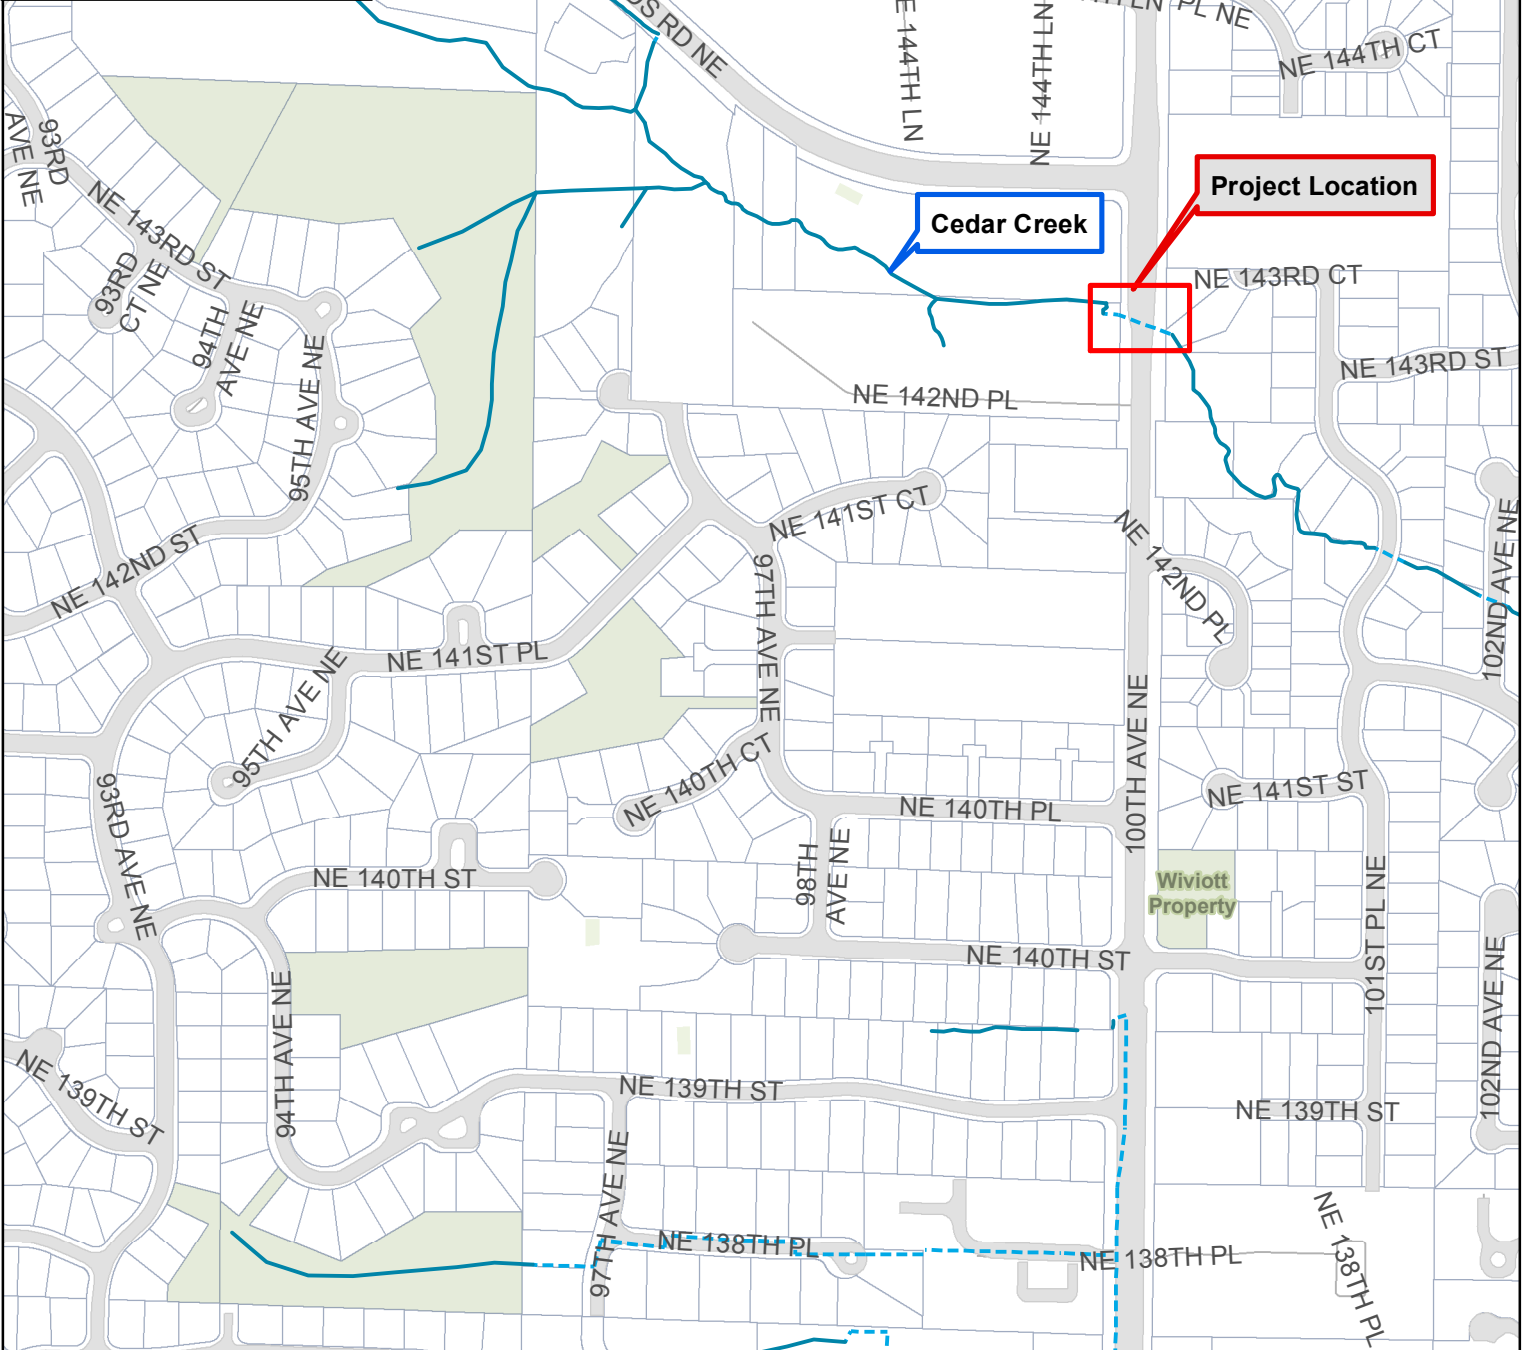 LN PL NE
NE 144TH CT
RD NE
144TH LN
NE 144TH LN
93RD
AVE NE
Project Location
Cedar Creek
NE 143RD ST
93RD
CT NE
94TH
AVE NE
95TH AVE NE
NE 143RD CT
NE 143RD ST
NE 142ND PL
NE 141ST CT
NE 142ND PL
102ND AVE NE
NE 142ND ST
97TH AVE NE
NE 141ST PL
95TH AVE NE
NE 140TH CT
100TH AVE NE
NE 140TH PL
NE 141ST ST
93RD AVE NE
98TH
AVE NE
NE 140TH ST
Wiviott
Property
101ST PL NE
NE 140TH ST
94TH AVE NE
102ND AVE NE
NE 139TH ST
NE 139TH ST
NE 139TH ST
97TH AVE NE
NE 138TH PL
NE 138TH PL
NE 138TH PL